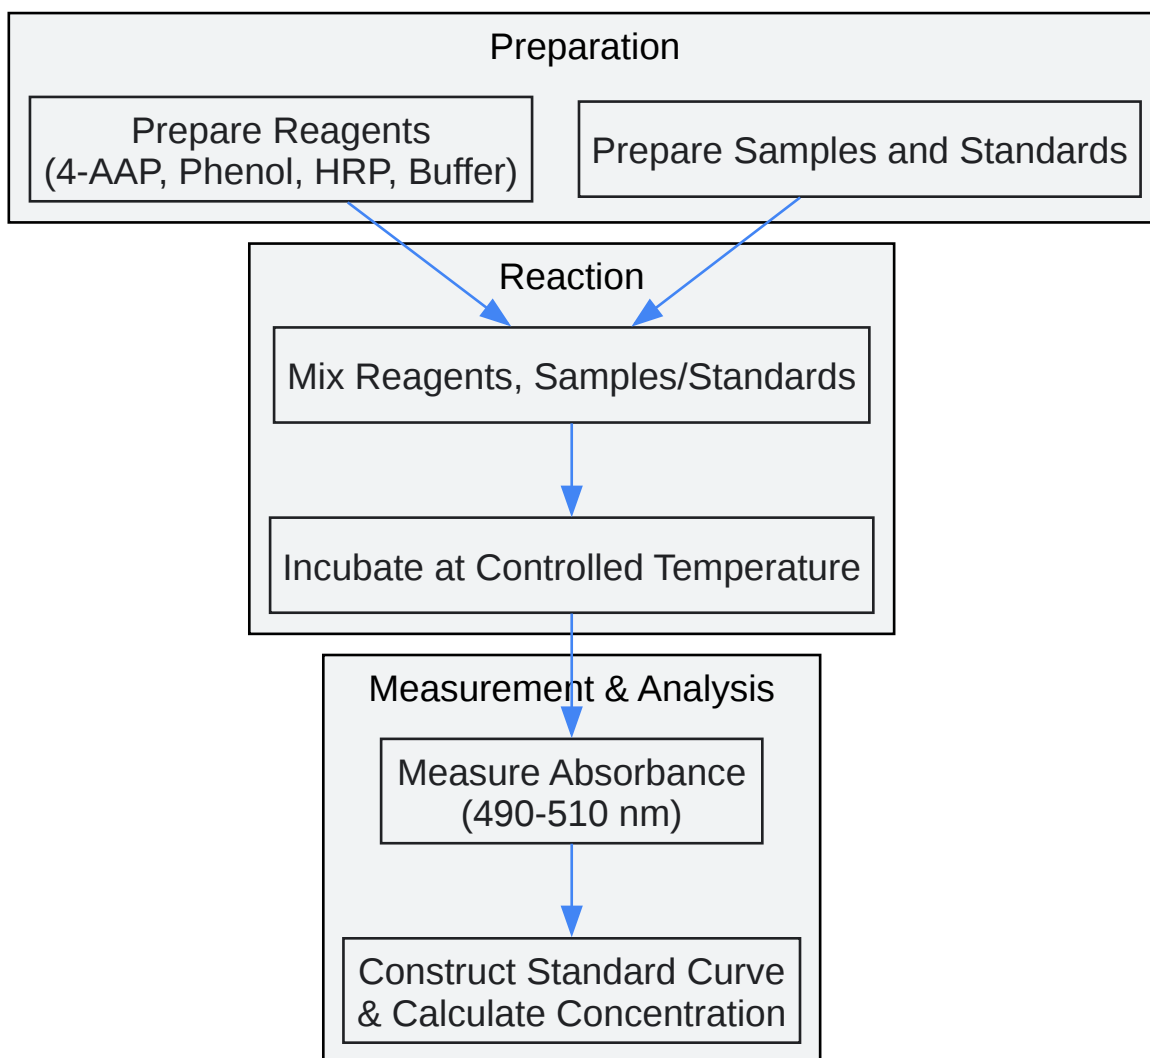 Preparation
Prepare Reagents
(4-AAP, Phenol, HRP, Buffer)
Prepare Samples and Standards
Reaction
Mix Reagents, Samples/Standards
Incubate at Controlled Temperature
Measurement & Analysis
Measure Absorbance
(490-510 nm)
Construct Standard Curve
& Calculate Concentration